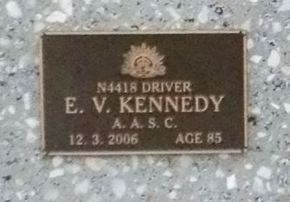 N4418 DRIVER
E. V. KENNEDY
A. A. S. C.
12. 3. 2006 AGE 85